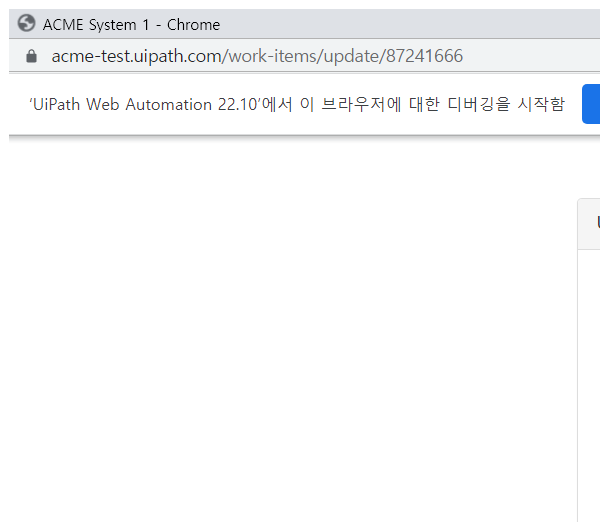 ACME System 1 - Chrome
acme-test.uipath.com/work-items/update/87241666
'UiPath Web Automation 22.10'에서 이 브라우저에 대한 디버깅을 시작함